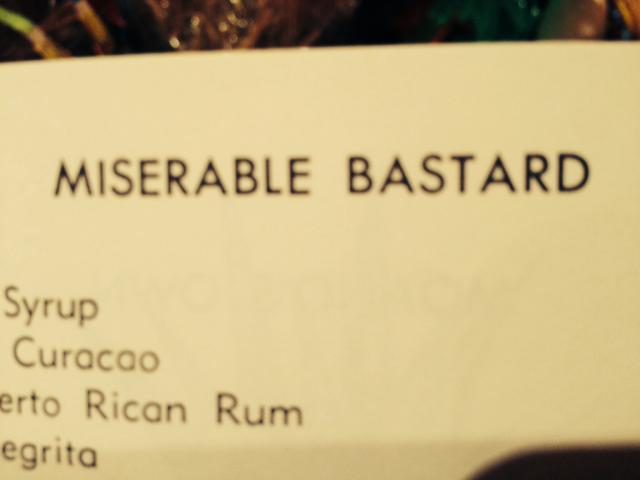 MISERABLE BASTARD
Syrup
Curacao
erto Rican Rum
egrita